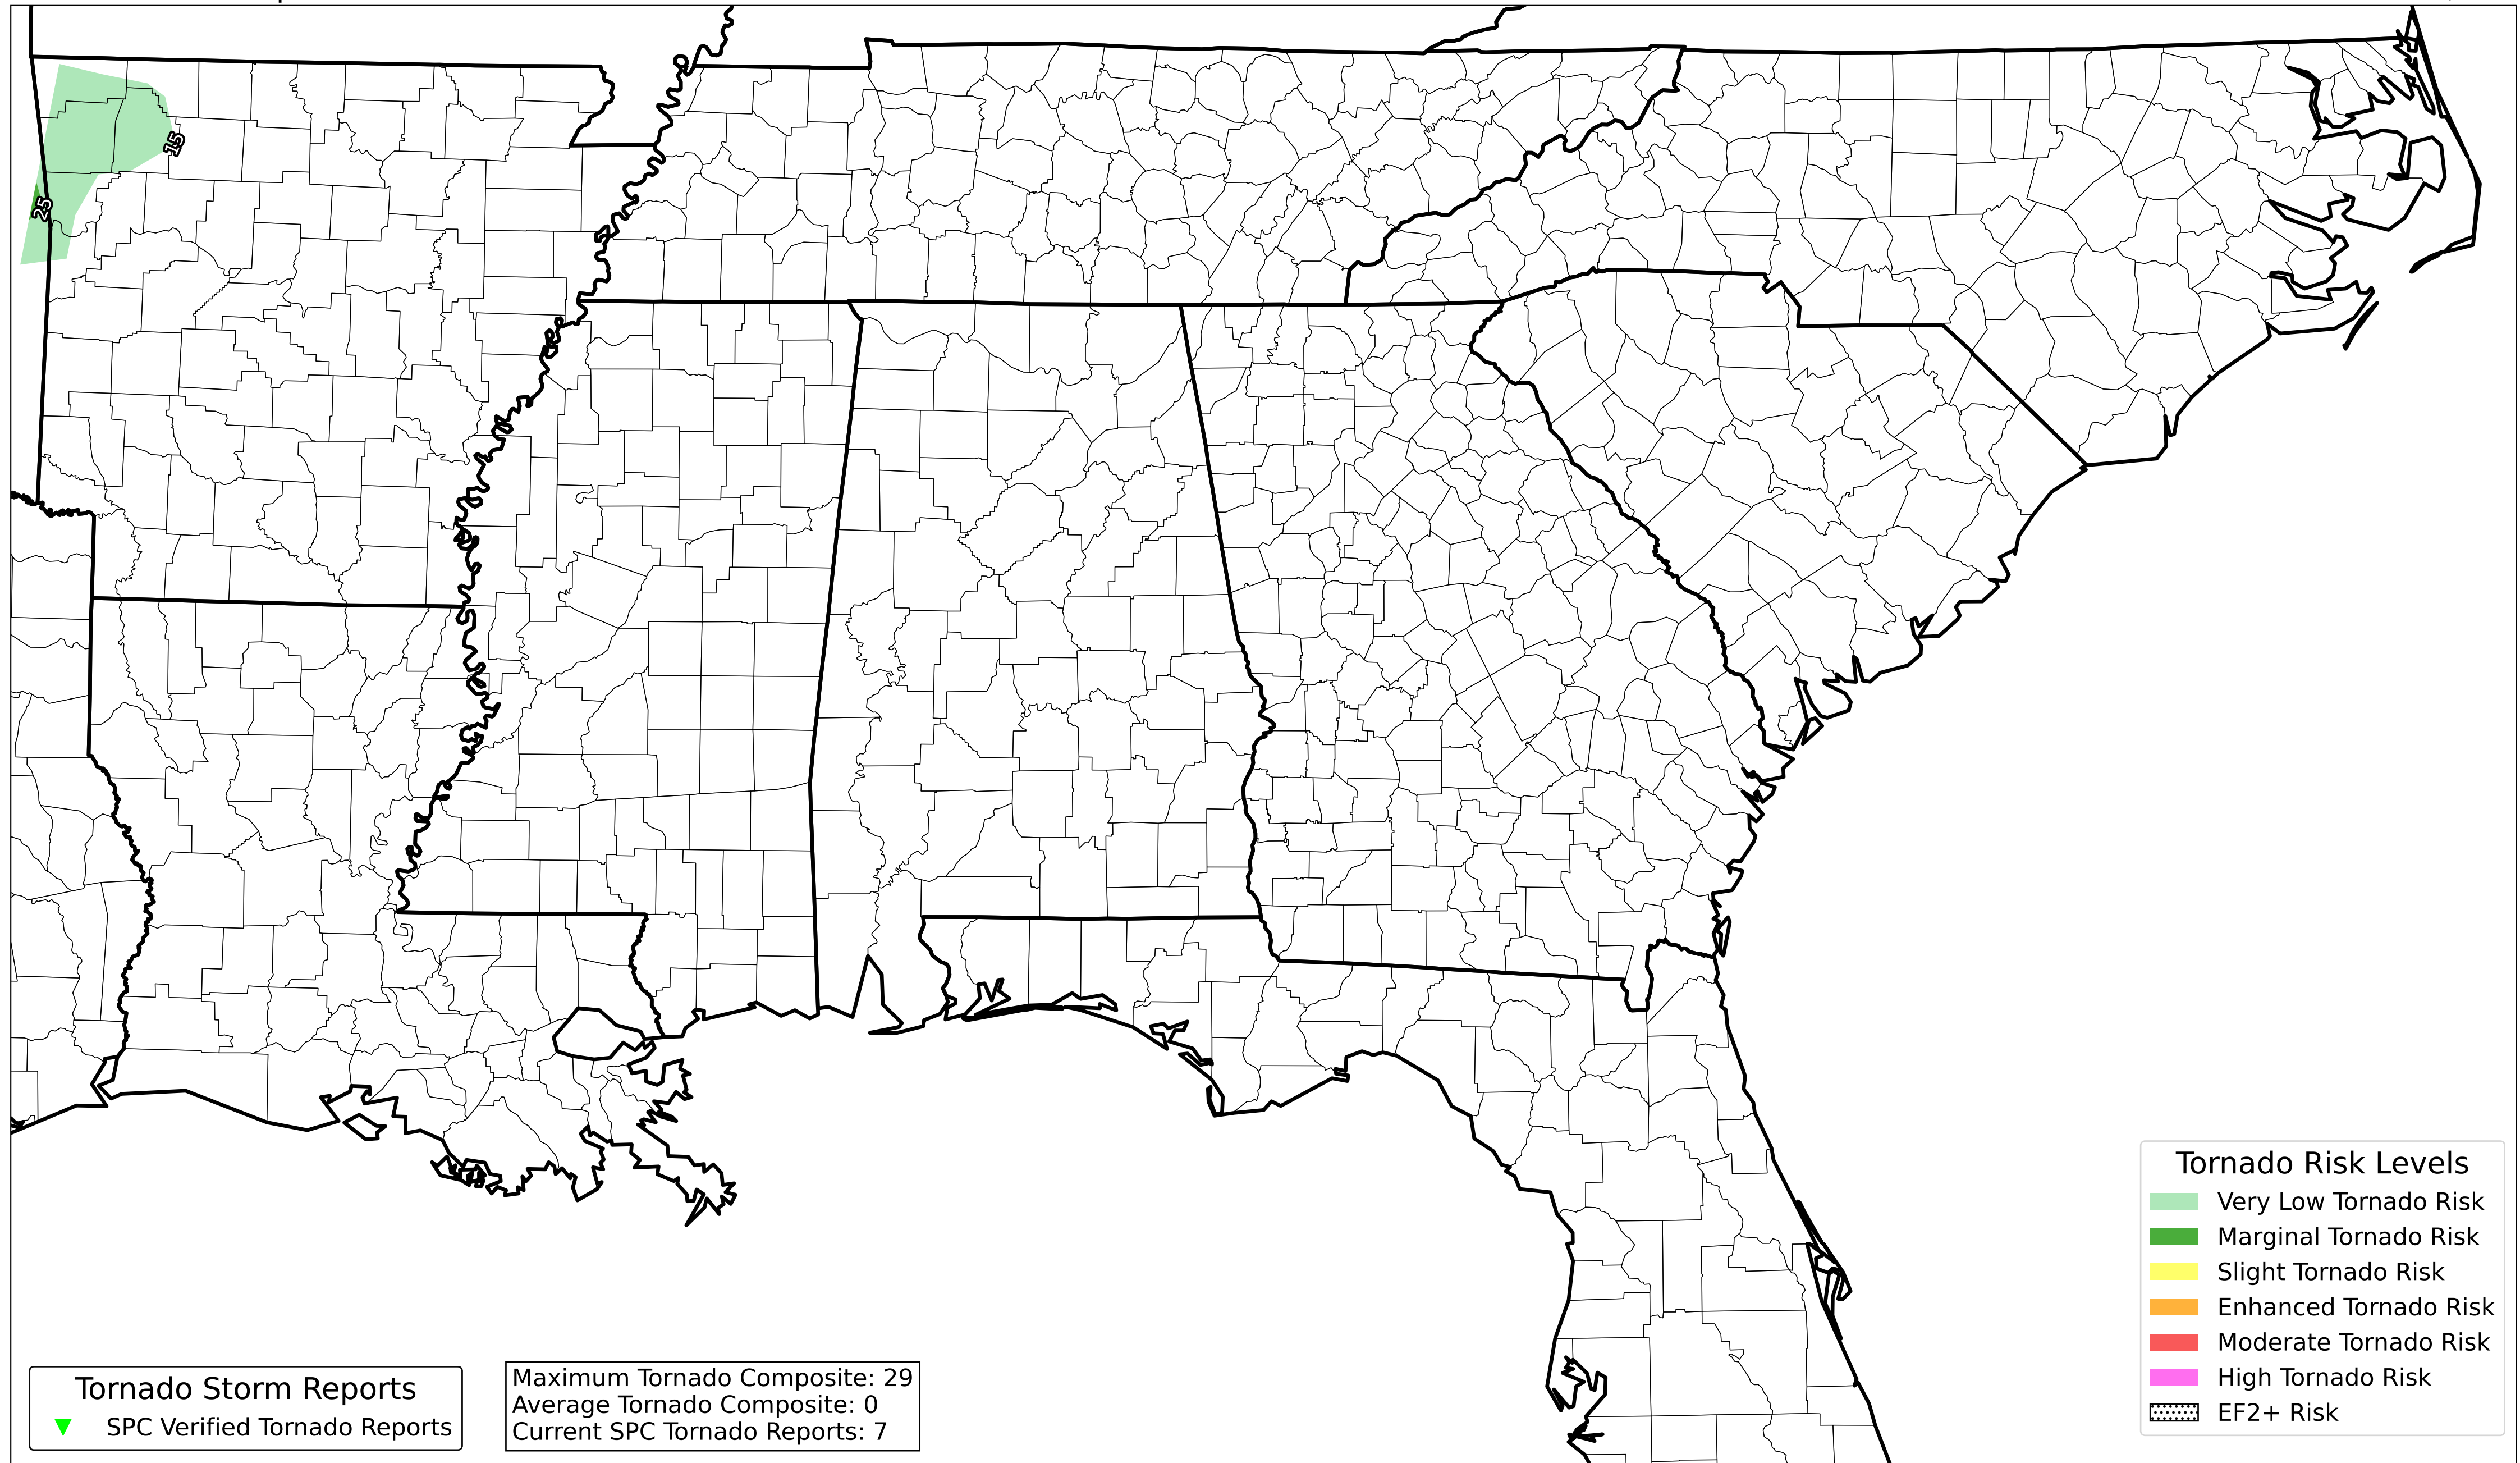 15
25
Tornado Risk Levels
Very Low Tornado Risk
Marginal Tornado Risk
Slight Tornado Risk
Enhanced Tornado Risk
Moderate Tornado Risk
High Tornado Risk
EF2+ Risk
Tornado Storm Reports
SPC Verified Tornado Reports
Maximum Tornado Composite: 29
Average Tornado Composite: 0
Current SPC Tornado Reports: 7